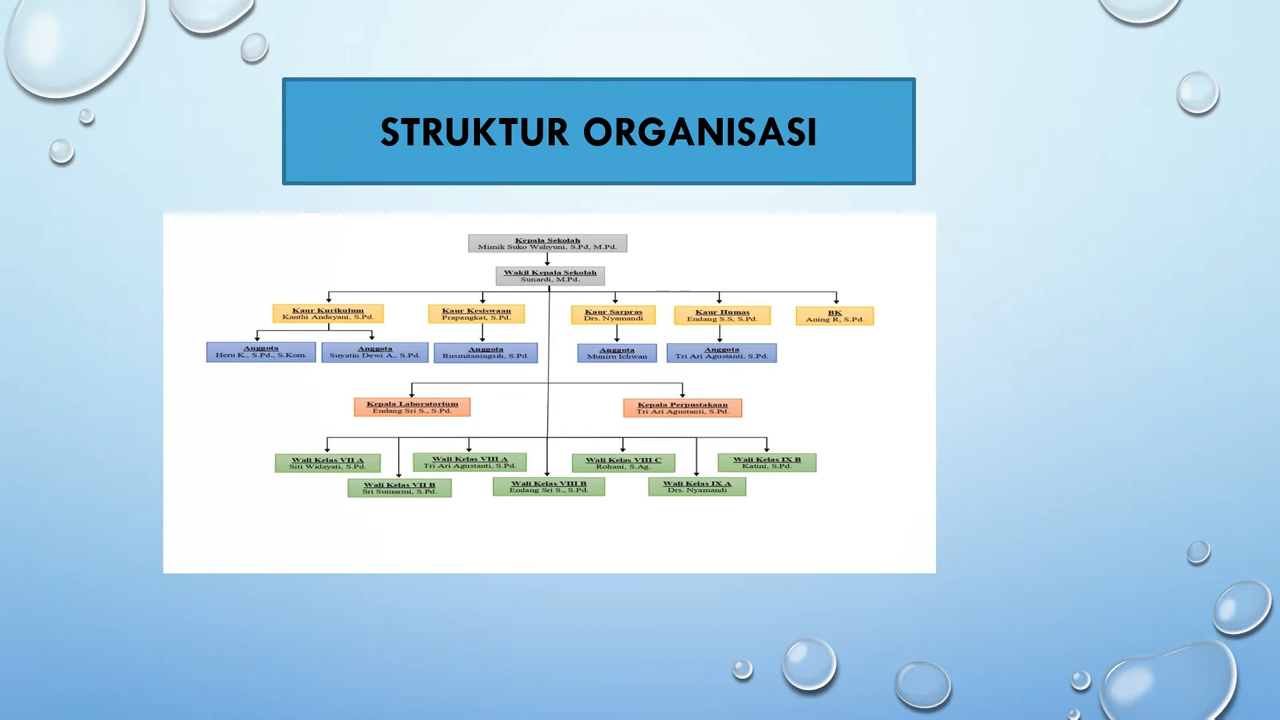 STRUKTUR ORGANISASI
Kepala Sekolah
Mimik Suko Wahyuni, S.Pd, M.Pd.
Wakil Kepala Sekolah
Sunardi, M.Pd.
Kaur Kurikulum
Kanthi Andayani, S.Pd.
Kaur Kesiswaan
Prapangkat, S.Pd.
Kaur Sarpras
Drs. Nyamandi
Kaur Humas
Endang S.S, S.Pd.
BK
Aning R, S.Pd.
Anggota
Heru K., S.Pd., S.Kom.
Anggota
Suyatin Dewi A., S.Pd.
Anggota
Rusmitaningsih, S.Pd.
Anggota
Muniru Ichwan
Anggota
Tri Ari Agustanti, S.Pd.
Kepala Laboratorium
Endang Sri S., S.Pd.
Kepala Perpustakaan
Tri Ari Agustanti, S.Pd.
Wali Kelas VII A
Siti Widayati, S.Pd.
Wali Kelas VIII A
Tri Ari Agustanti, S.Pd.
Wali Kelas VIII C
Rohani, S.Ag.
Wali Kelas IX B
Katini, S.Pd.
Wali Kelas VII B
Sri Sumarmi, S.Pd.
Wali Kelas VIII B
Endang Sri S., S.Pd.
Wali Kelas IX A
Drs. Nyamandi